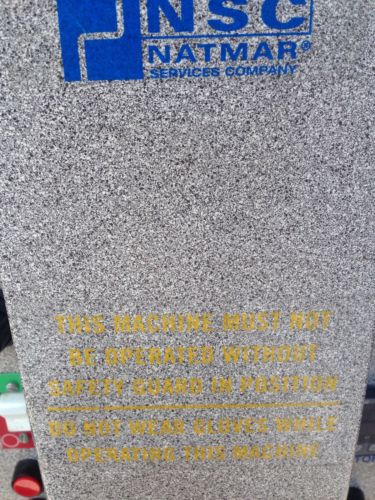 NSC
NATMAR®
SERVICES COMPANY
THIS MACHINE MUST NOT
BE OPERATED WITHOUT
SAFETY GUARD IN POSITION
DO NOT WEAR GLOVES WHILE
OPERATING THIS MACHINE